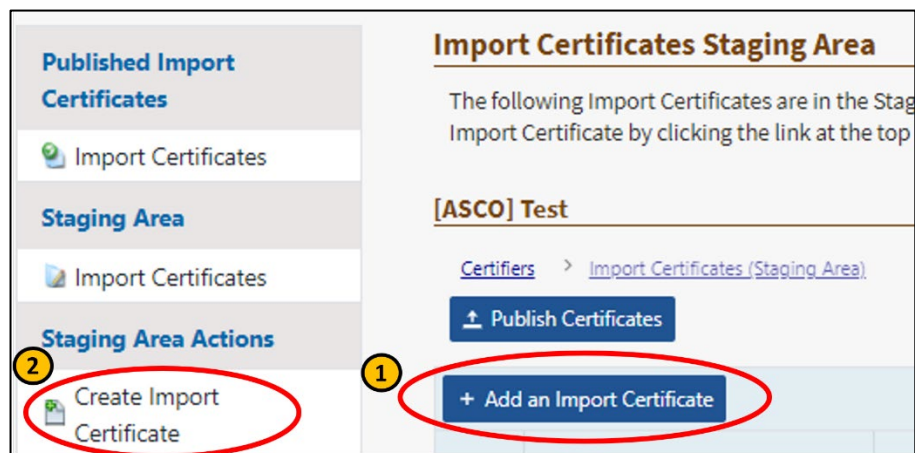 Published Import
Certificates
Import Certificates
Staging Area
Import Certificates
Staging Area Actions
2
Create Import
Certificate
Import Certificates Staging Area
The following Import Certificates are in the Stag
Import Certificate by clicking the link at the top
[ASCO] Test
Certifiers > Import Certificates (Staging Area)
Publish Certificates
1
+ Add an Import Certificate